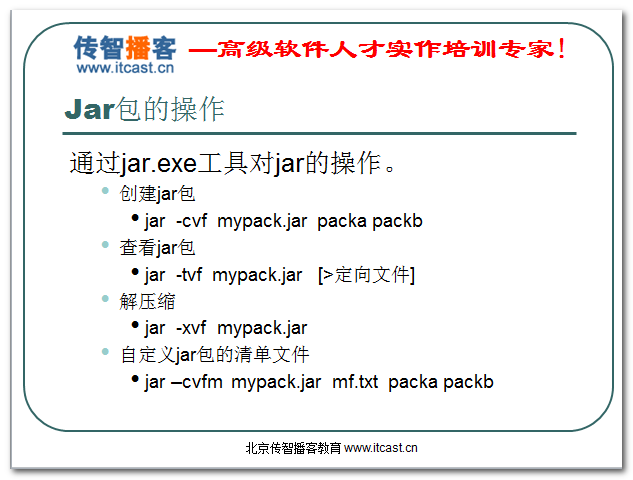 传智播客 —高级软件人才实作培训专家!
www.itcast.cn
Jar包的操作
通过jar.exe工具对jar的操作。
创建jar包
jar -cvf mypack.jar packa packb
查看jar包
jar -tvf mypack.jar [>定向文件]
解压缩
jar -xvf mypack.jar
自定义jar包的清单文件
jar –cvfm mypack.jar mf.txt packa packb
北京传智播客教育 www.itcast.cn